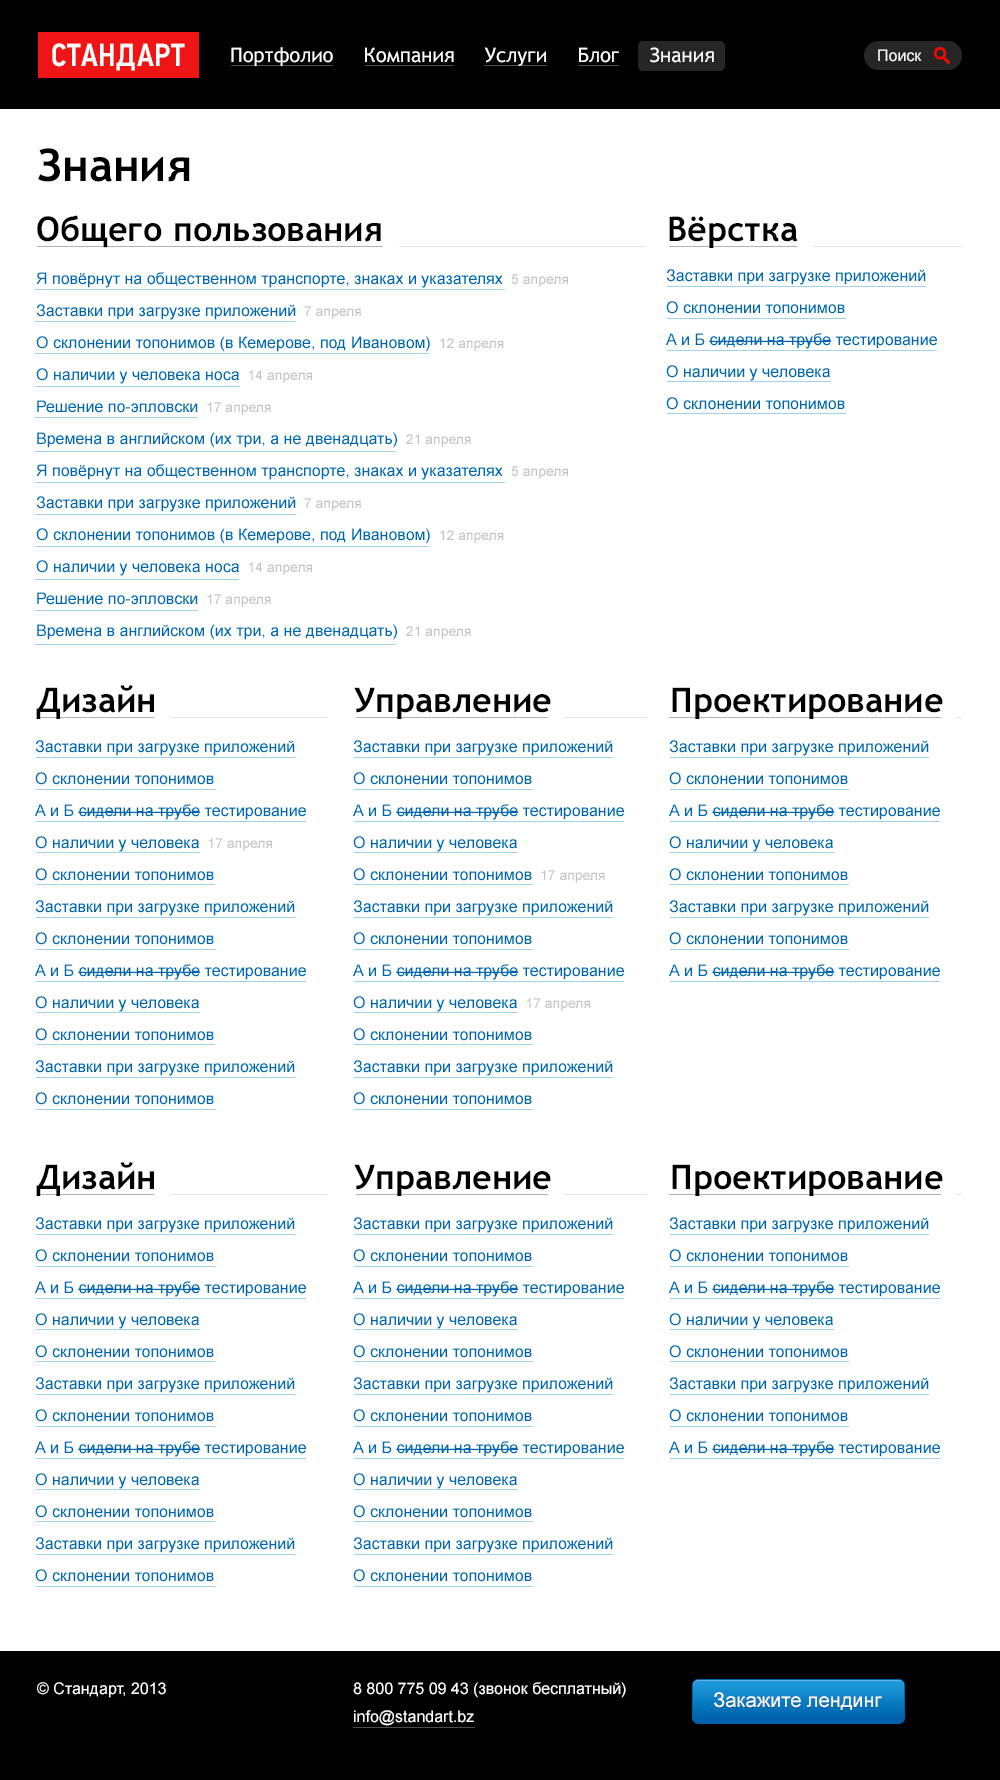 СТАНДАРТ Портфолио Компания Услуги Блог Знания Поиск
Знания
Общего пользования
Я повёрнут на общественном транспорте, знаках и указателях 5 апреля
Заставки при загрузке приложений 7 апреля
О склонении топонимов (в Кемерове, под Ивановом) 12 апреля
О наличии у человека носа 14 апреля
Решение по-эпловски 17 апреля
Времена в английском (их три, а не двенадцать) 21 апреля
Я повёрнут на общественном транспорте, знаках и указателях 5 апреля
Заставки при загрузке приложений 7 апреля
О склонении топонимов (в Кемерове, под Ивановом) 12 апреля
О наличии у человека носа 14 апреля
Решение по-эпловски 17 апреля
Времена в английском (их три, а не двенадцать) 21 апреля
Вёрстка
Заставки при загрузке приложений
О склонении топонимов
А и Б сидели на трубе тестирование
О наличии у человека
О склонении топонимов
Дизайн
Заставки при загрузке приложений
О склонении топонимов
А и Б сидели на трубе тестирование
О наличии у человека 17 апреля
О склонении топонимов
Заставки при загрузке приложений
О склонении топонимов
А и Б сидели на трубе тестирование
О наличии у человека
О склонении топонимов
Заставки при загрузке приложений
О склонении топонимов
Управление
Заставки при загрузке приложений
О склонении топонимов
А и Б сидели на трубе тестирование
О наличии у человека
О склонении топонимов 17 апреля
Заставки при загрузке приложений
О склонении топонимов
А и Б сидели на трубе тестирование
О наличии у человека 17 апреля
О склонении топонимов
Заставки при загрузке приложений
О склонении топонимов
Проектирование
Заставки при загрузке приложений
О склонении топонимов
А и Б сидели на трубе тестирование
О наличии у человека
О склонении топонимов
Заставки при загрузке приложений
О склонении топонимов
А и Б сидели на трубе тестирование
Дизайн
Заставки при загрузке приложений
О склонении топонимов
А и Б сидели на трубе тестирование
О наличии у человека
О склонении топонимов
Заставки при загрузке приложений
О склонении топонимов
А и Б сидели на трубе тестирование
О наличии у человека
О склонении топонимов
Заставки при загрузке приложений
О склонении топонимов
Управление
Заставки при загрузке приложений
О склонении топонимов
А и Б сидели на трубе тестирование
О наличии у человека
О склонении топонимов
Заставки при загрузке приложений
О склонении топонимов
А и Б сидели на трубе тестирование
О наличии у человека
О склонении топонимов
Заставки при загрузке приложений
О склонении топонимов
Проектирование
Заставки при загрузке приложений
О склонении топонимов
А и Б сидели на трубе тестирование
О наличии у человека
О склонении топонимов
Заставки при загрузке приложений
О склонении топонимов
А и Б сидели на трубе тестирование
© Стандарт, 2013
8 800 775 09 43 (звонок бесплатный)
info@standart.bz
Закажите лендинг